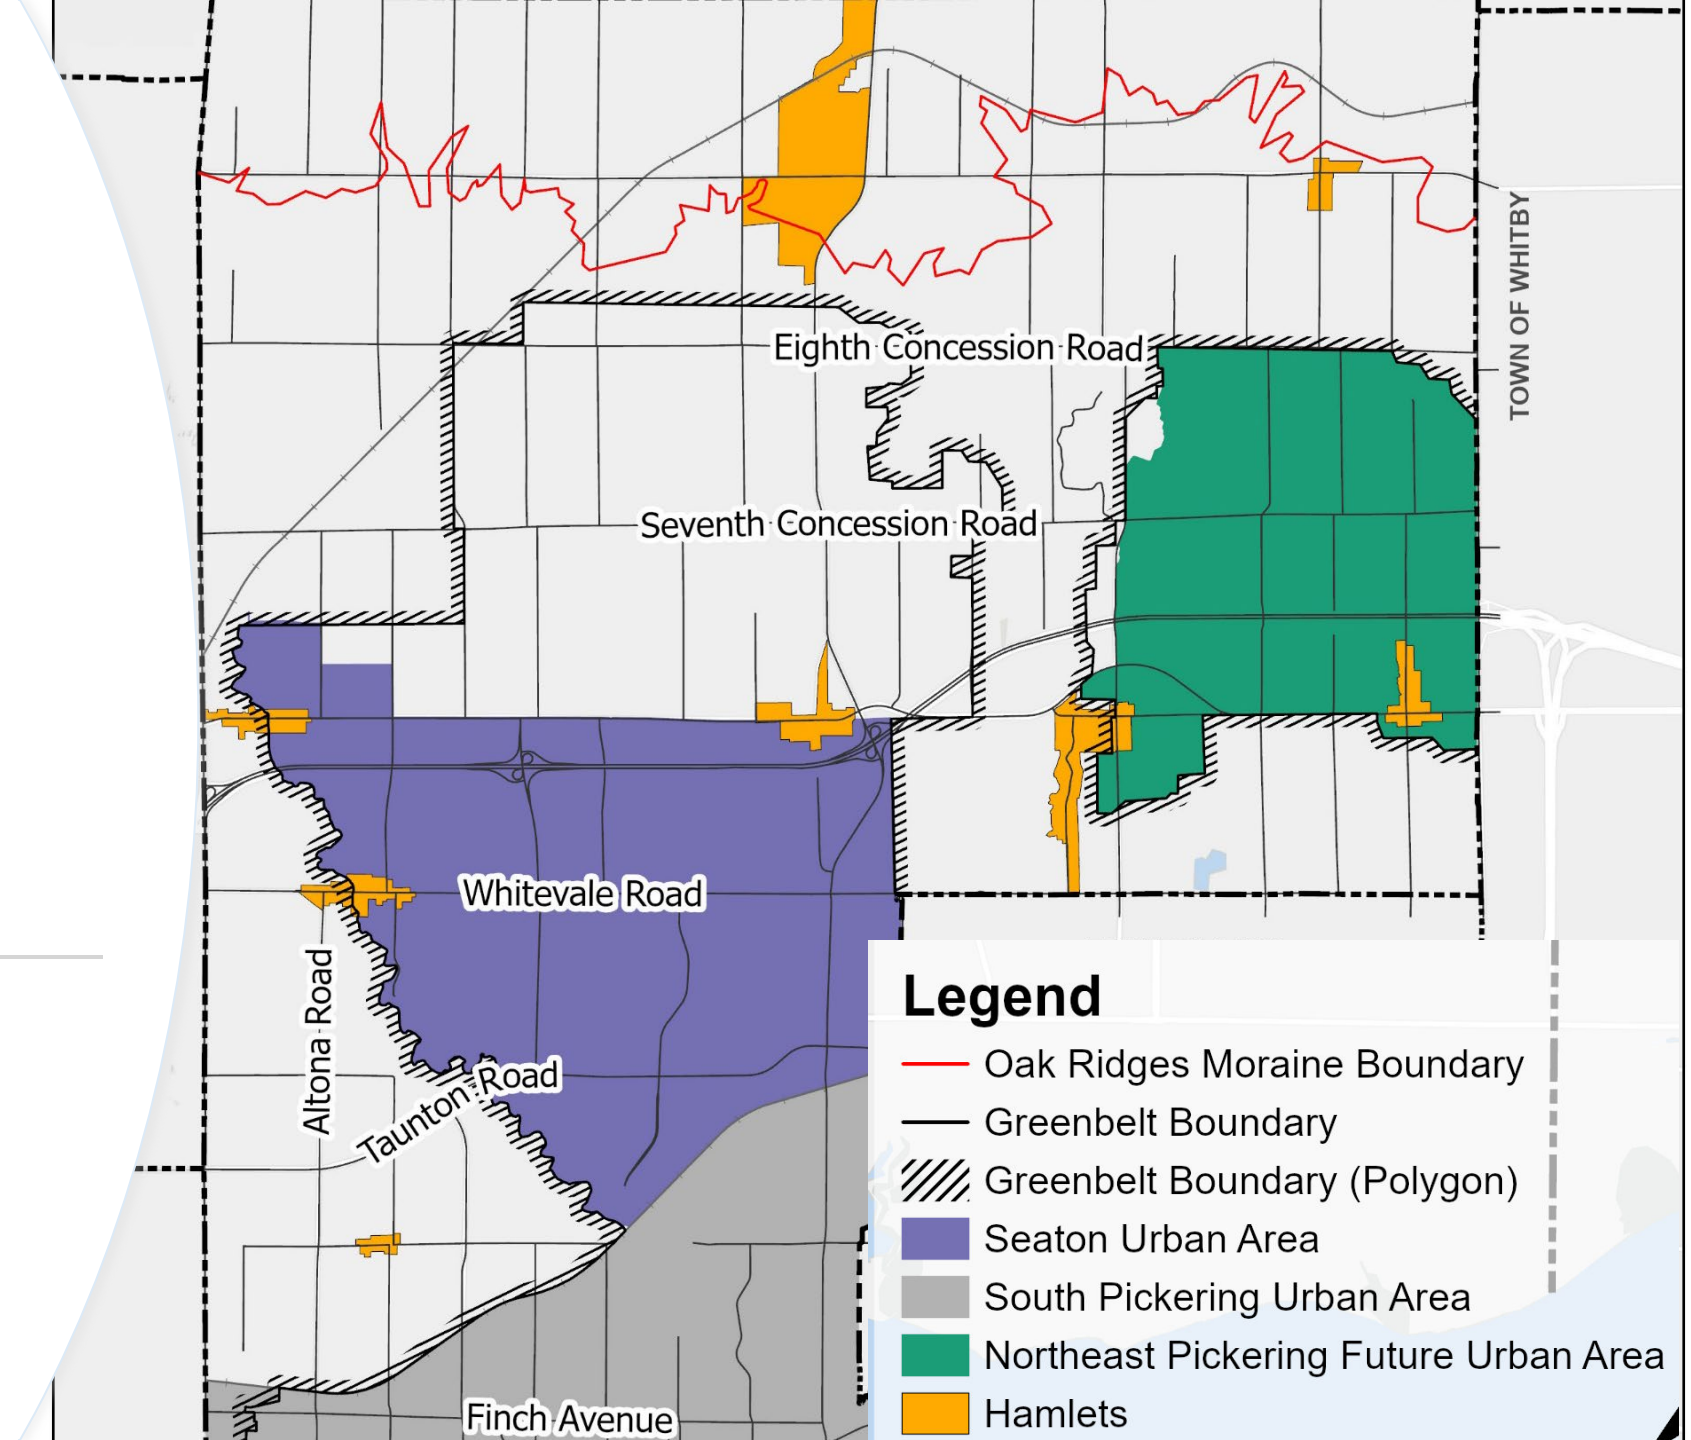 TOWN OF WHITBY
Eighth Concession Road
Seventh Concession Road
Whitevale Road
Altona Road
Taunton Road
Finch Avenue
Legend
Oak Ridges Moraine Boundary
Greenbelt Boundary
Greenbelt Boundary (Polygon)
Seaton Urban Area
South Pickering Urban Area
Northeast Pickering Future Urban Area
Hamlets